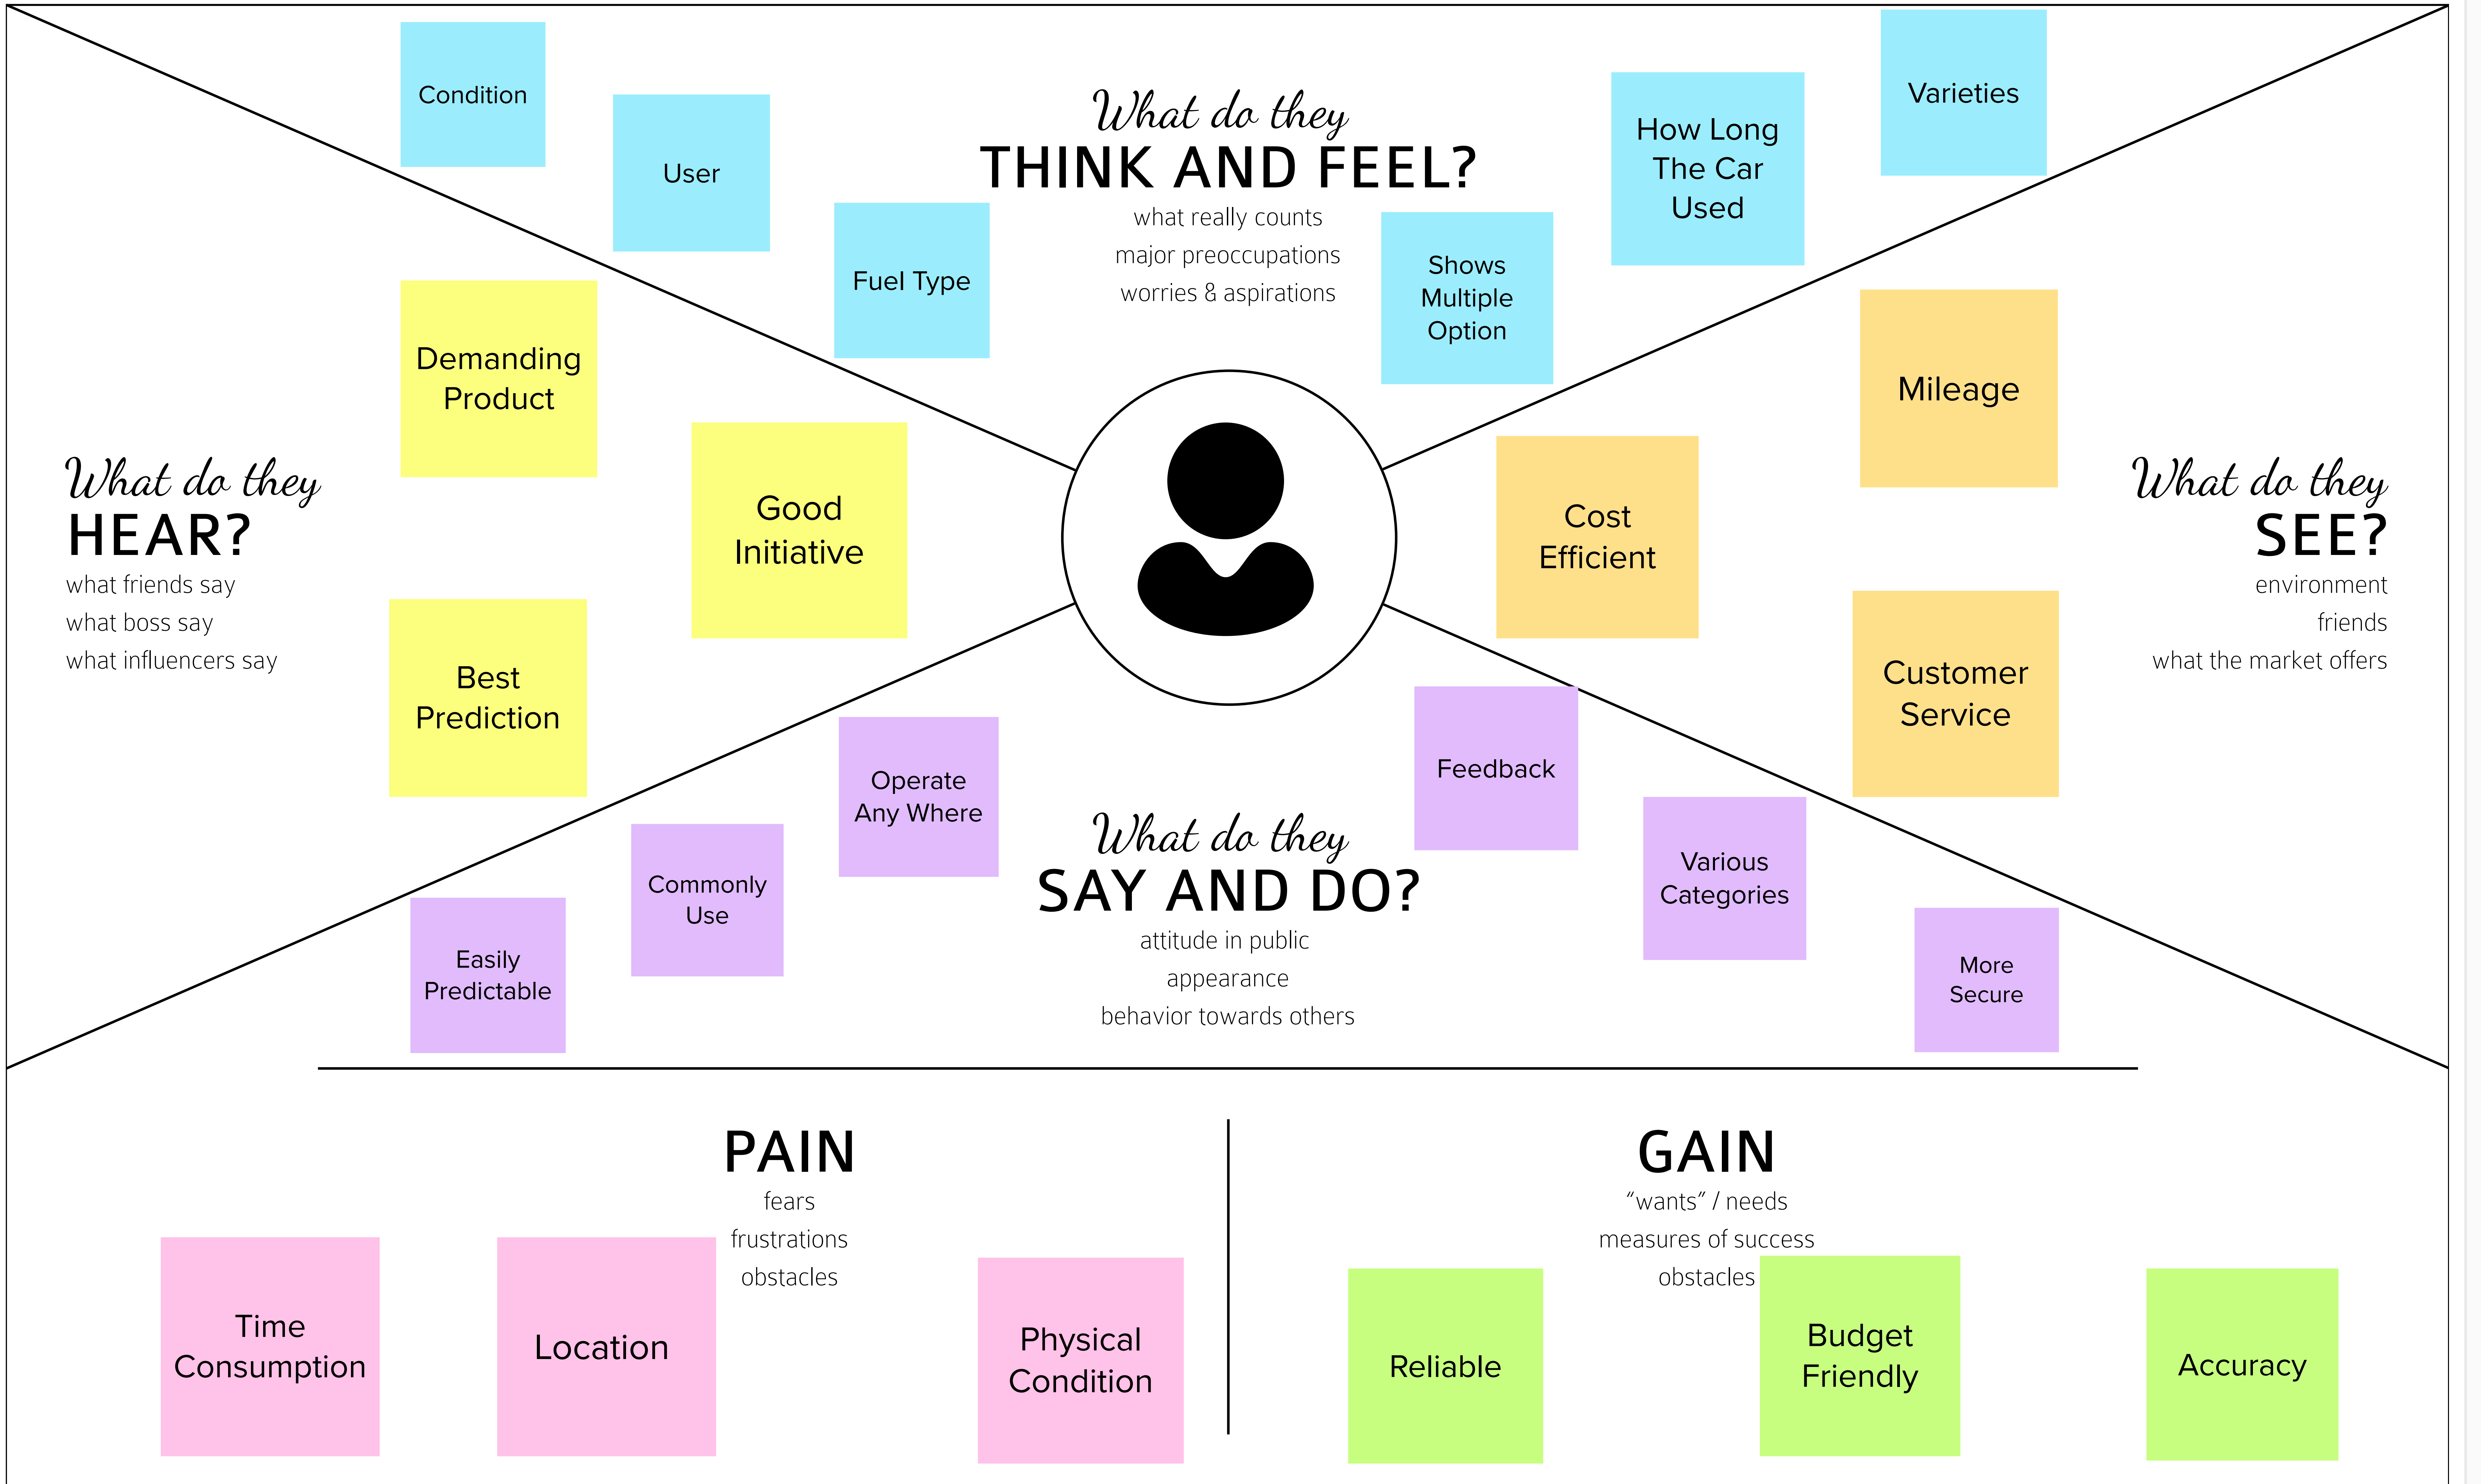 Condition
User
Fuel Type
What do they
THINK AND FEEL?
what really counts
major preoccupations
worries & aspirations
Shows
Multiple
Option
How Long
The Car
Used
Varieties
What do they
HEAR?
what friends say
what boss say
what influencers say
Demanding
Product
Good
Initiative
Best
Prediction
Cost
Efficient
Mileage
Customer
Service
What do they
SEE?
environment
friends
what the market offers
Easily
Predictable
Commonly
Use
Operate
Any Where
What do they
SAY AND DO?
attitude in public
appearance
behavior towards others
Feedback
Various
Categories
More
Secure
PAIN
fears
frustrations
obstacles
Time
Consumption
Location
Physical
Condition
GAIN
“wants” / needs
measures of success
obstacles
Reliable
Budget
Friendly
Accuracy